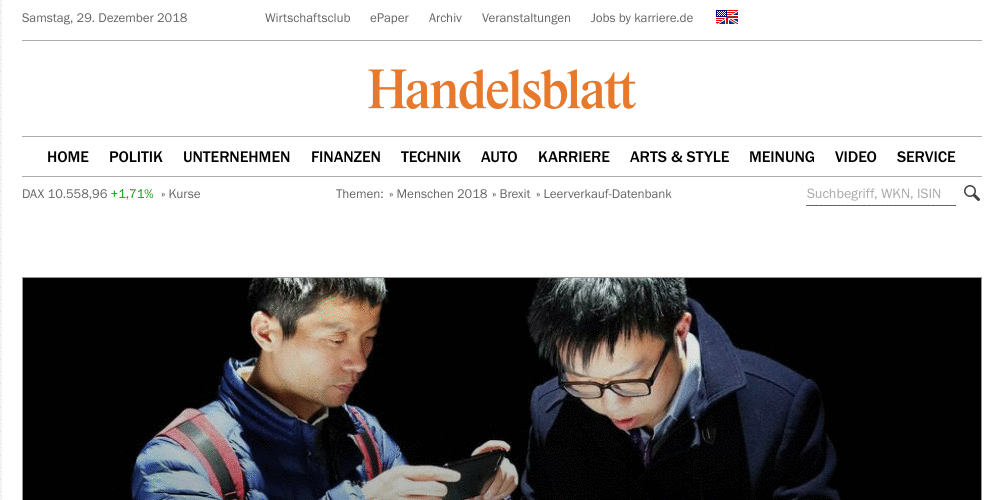 Samstag, 29. Dezember 2018 Wirtschaftsclub ePaper Archiv Veranstaltungen Jobs by karriere.de
Handelsblatt
HOME POLITIK UNTERNEHMEN FINANZEN TECHNIK AUTO KARRIERE ARTS & STYLE MEINUNG VIDEO SERVICE
DAX 10.558,96 +1,71% » Kurse Themen: » Menschen 2018 » Brexit » Leerverkauf-Datenbank Suchbegriff, WKN, ISIN